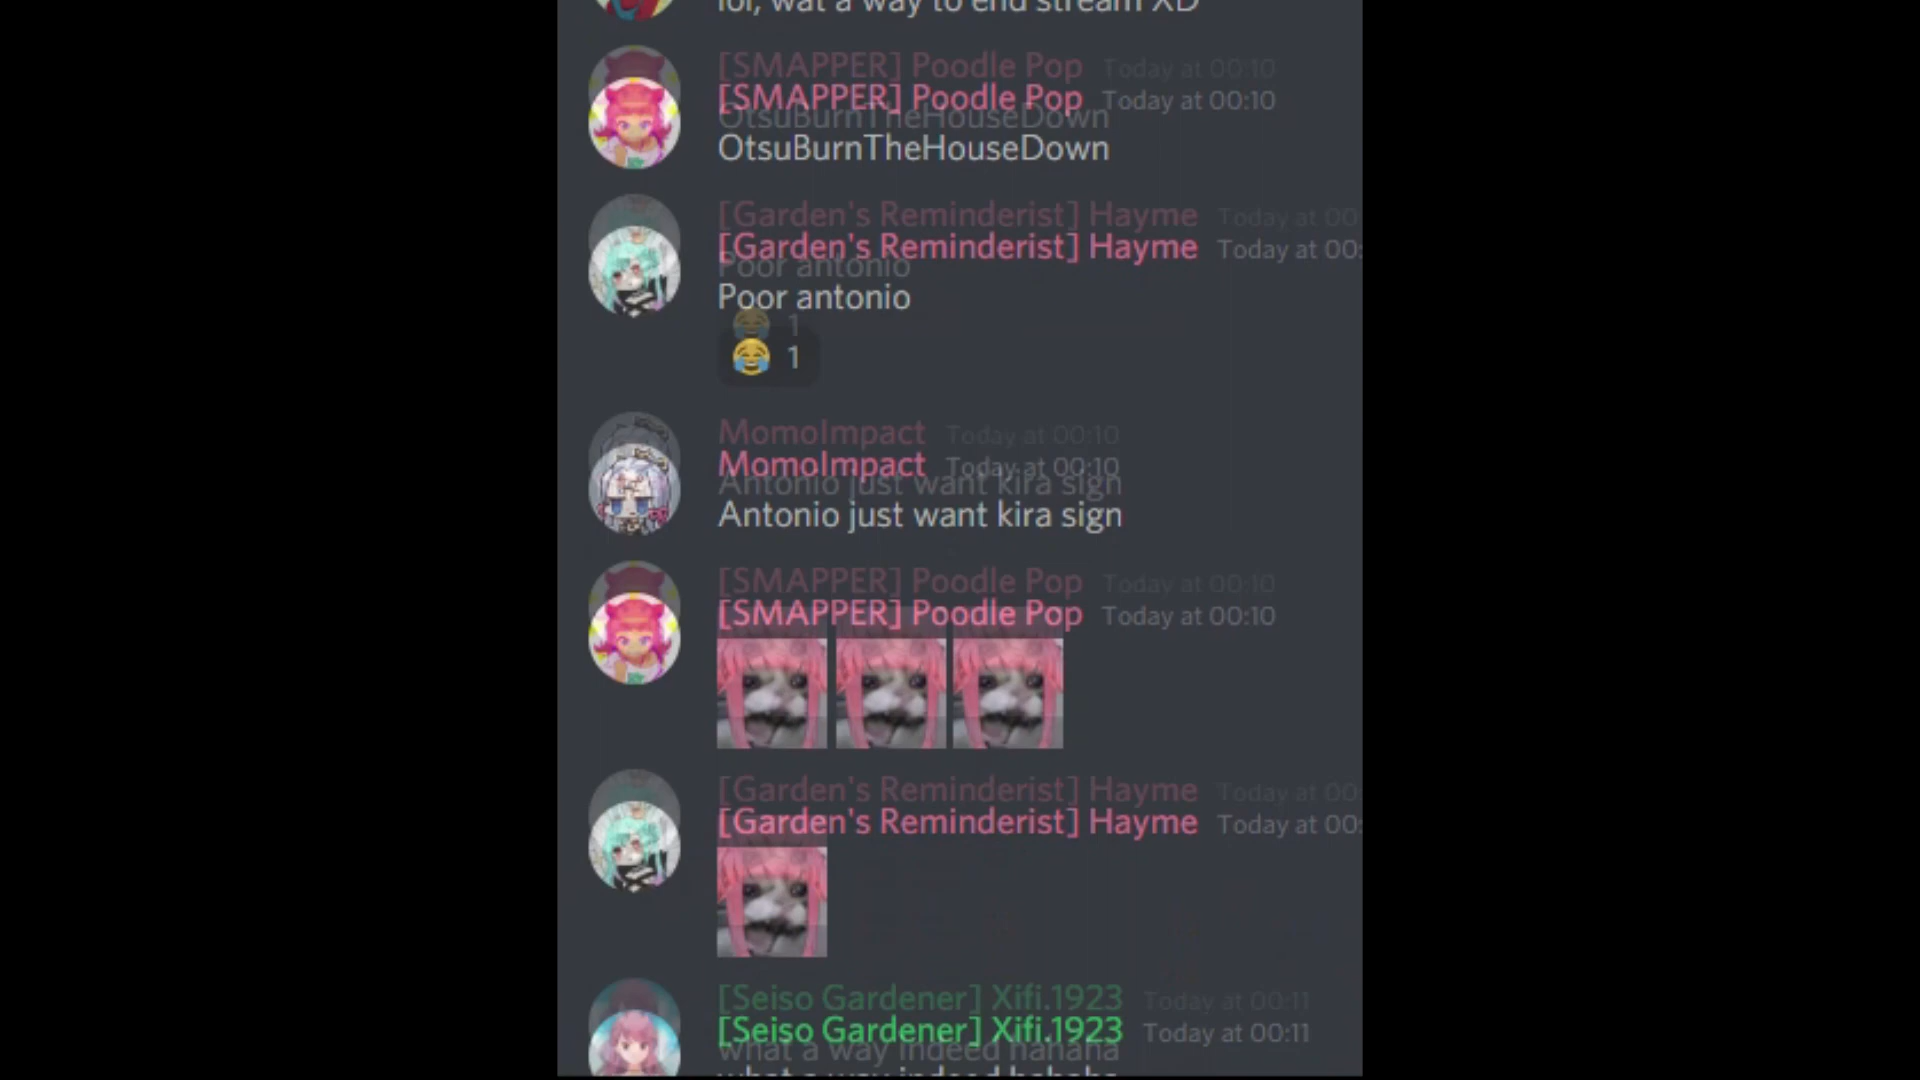 lol, wat a way to end stream XD
[SMAPPER] Poodle Pop Today at 00:10
OtsuBurnTheHouseDown
[Garden's Reminderist] Hayme Today at 00:
Poor antonio
1
MomoImpact Today at 00:10
Antonio just want kira sign
[SMAPPER] Poodle Pop Today at 00:10
[Garden's Reminderist] Hayme Today at 00:
[Seiso Gardener] Xifi.1923 Today at 00:11
what a way indeed hahaha